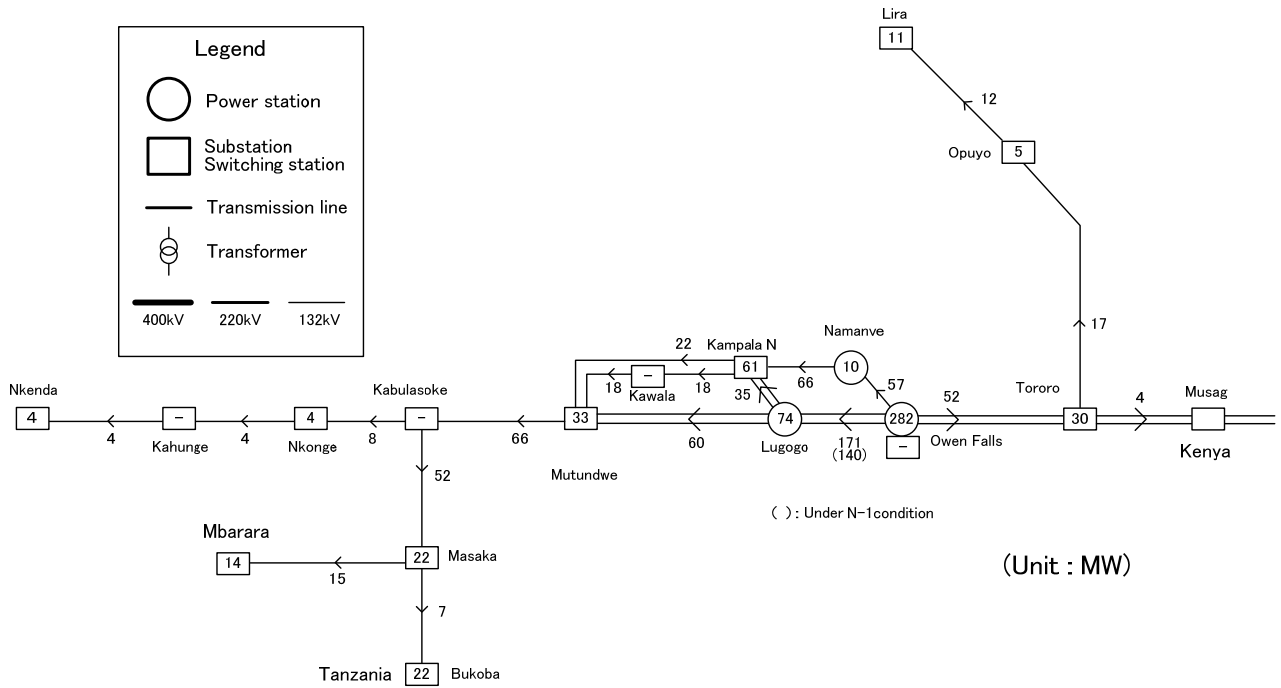 Legend
Power station
Substation
Switching station
Transmission line
Transformer
400kV
220kV
132kV
Lira
11
12
Opuyo
5
17
Namanve
22
Kampala N
61
10
66
57
18
–
18
Kawala
35
Nkenda
4
4
–
Kahunge
4
4
Nkonge
8
Kabulasoke
–
66
33
Mutundwe
60
74
Lugogo
171
(140)
282
–
Owen Falls
52
Tororo
30
4
Musag
Kenya
52
( ): Under N-1condition
Mbarara
14
15
22
Masaka
(Unit : MW)
7
Tanzania
22
Bukoba